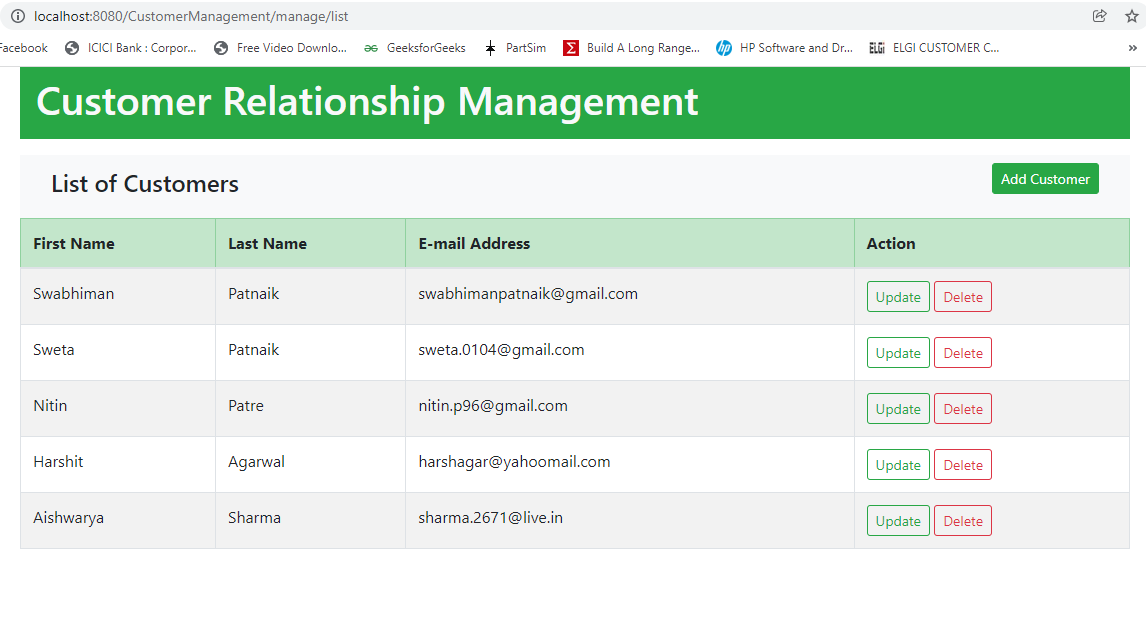 localhost:8080/CustomerManagement/manage/list
Facebook ICICI Bank : Corpor... Free Video Downlo... GeeksforGeeks PartSim Σ Build A Long Range... hp HP Software and Dr... ELGi ELGI CUSTOMER C... »
Customer Relationship Management
List of Customers Add Customer
First Name Last Name E-mail Address Action
Swabhiman Patnaik swabhimanpatnaik@gmail.com Update Delete
Sweta Patnaik sweta.0104@gmail.com Update Delete
Nitin Patre nitin.p96@gmail.com Update Delete
Harshit Agarwal harshagar@yahoomail.com Update Delete
Aishwarya Sharma sharma.2671@live.in Update Delete